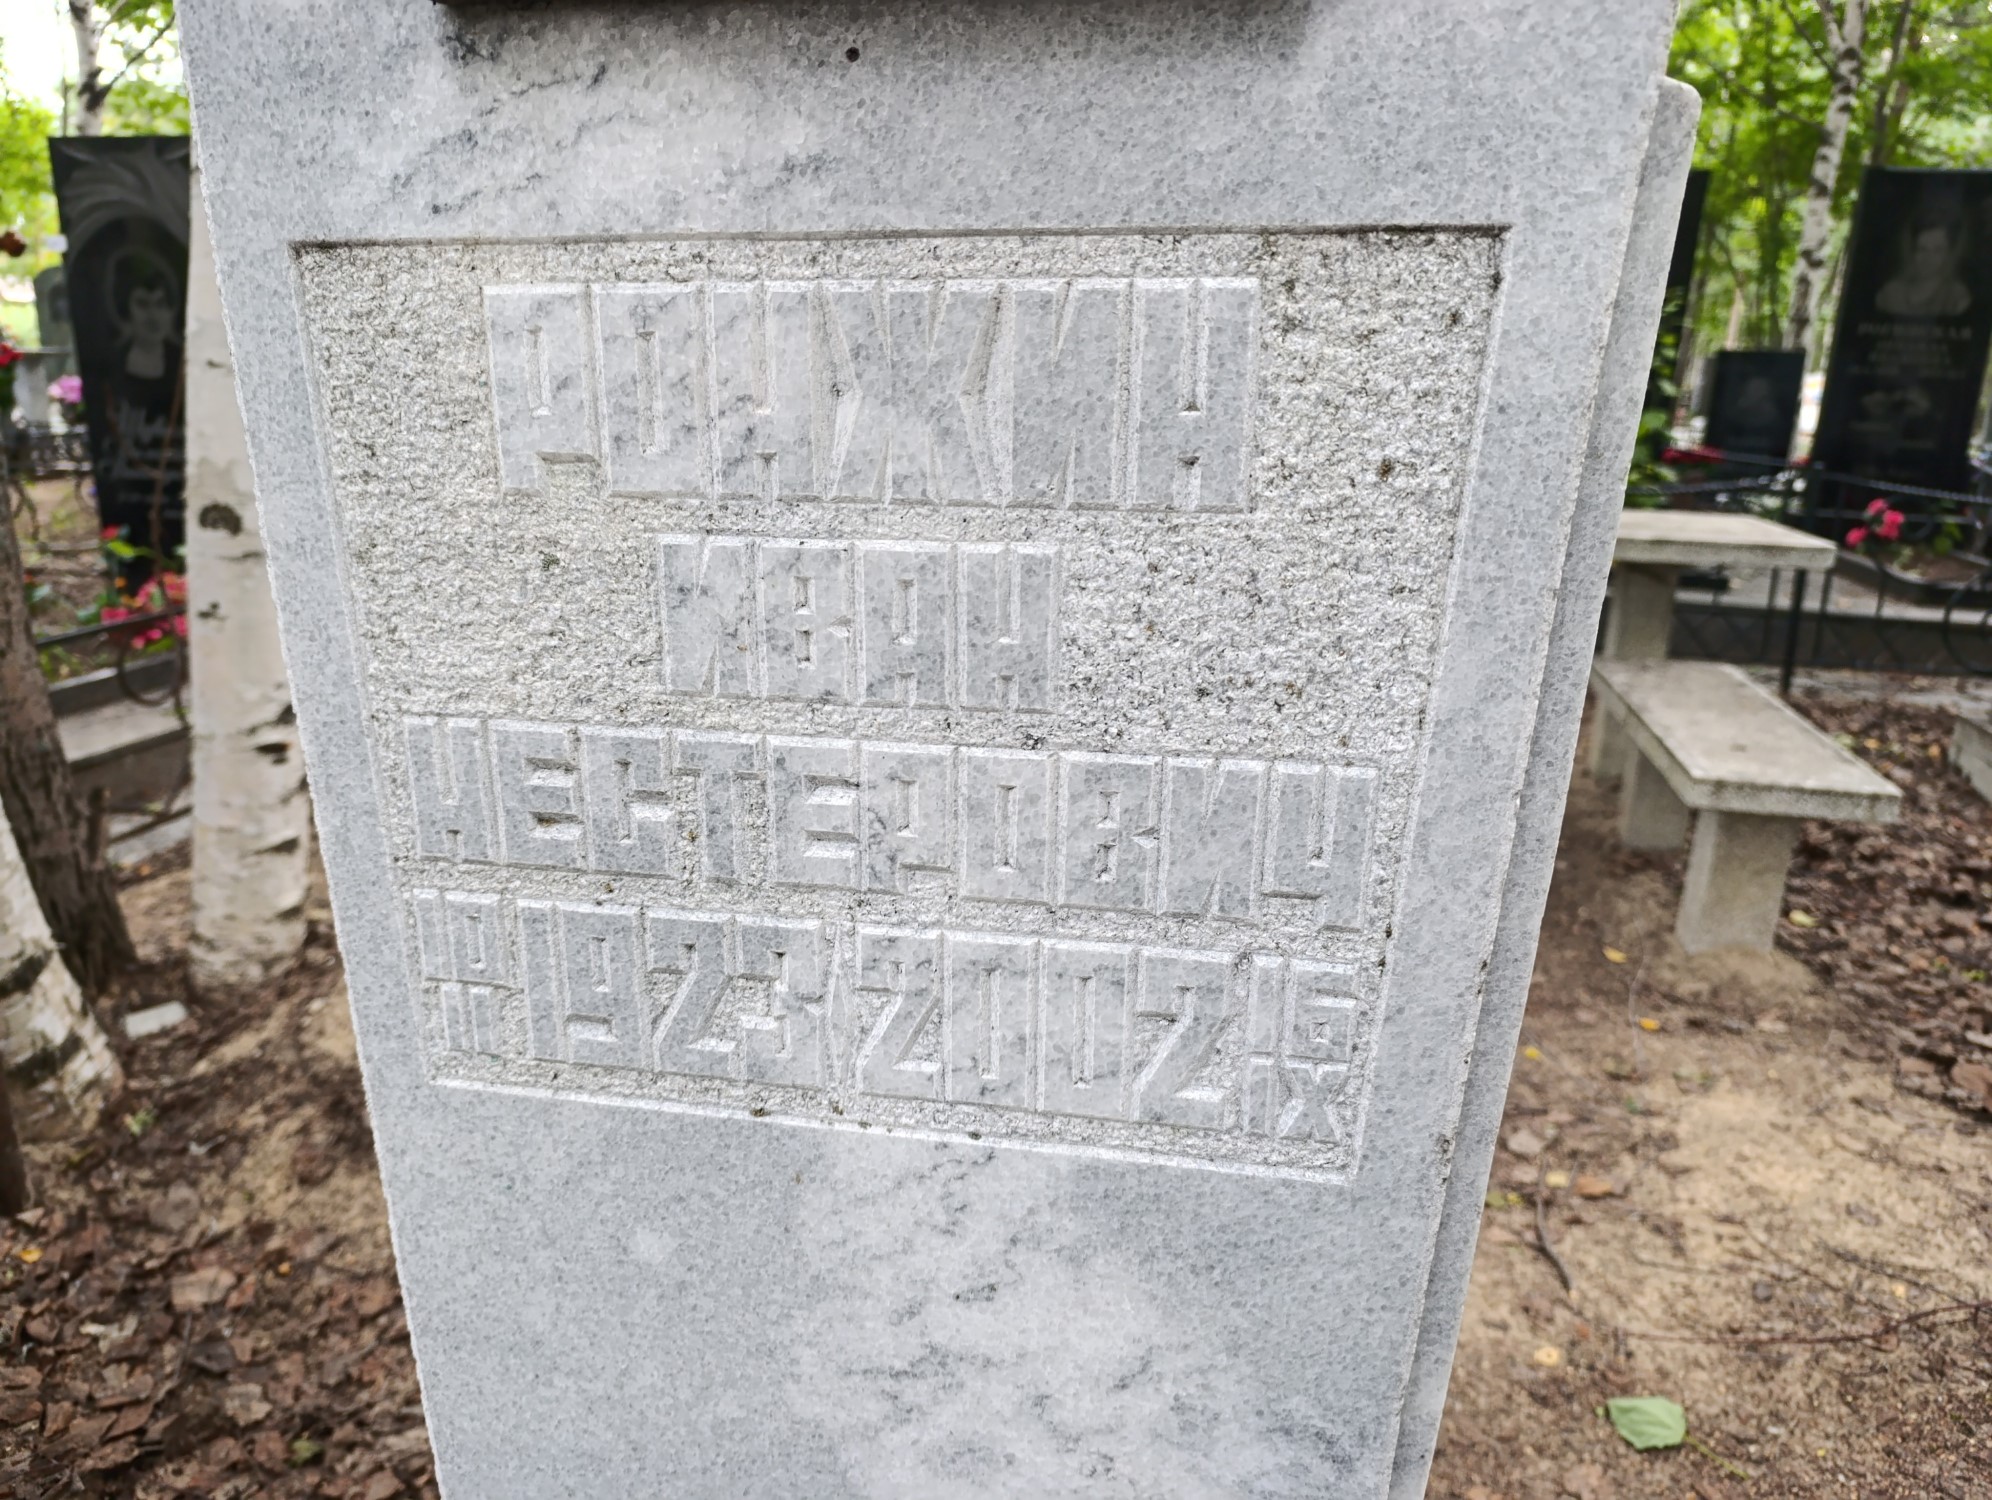 РОНЖИН
ИВАН
НЕСТЕРОВИЧ
10 1923 2002 16
III IX